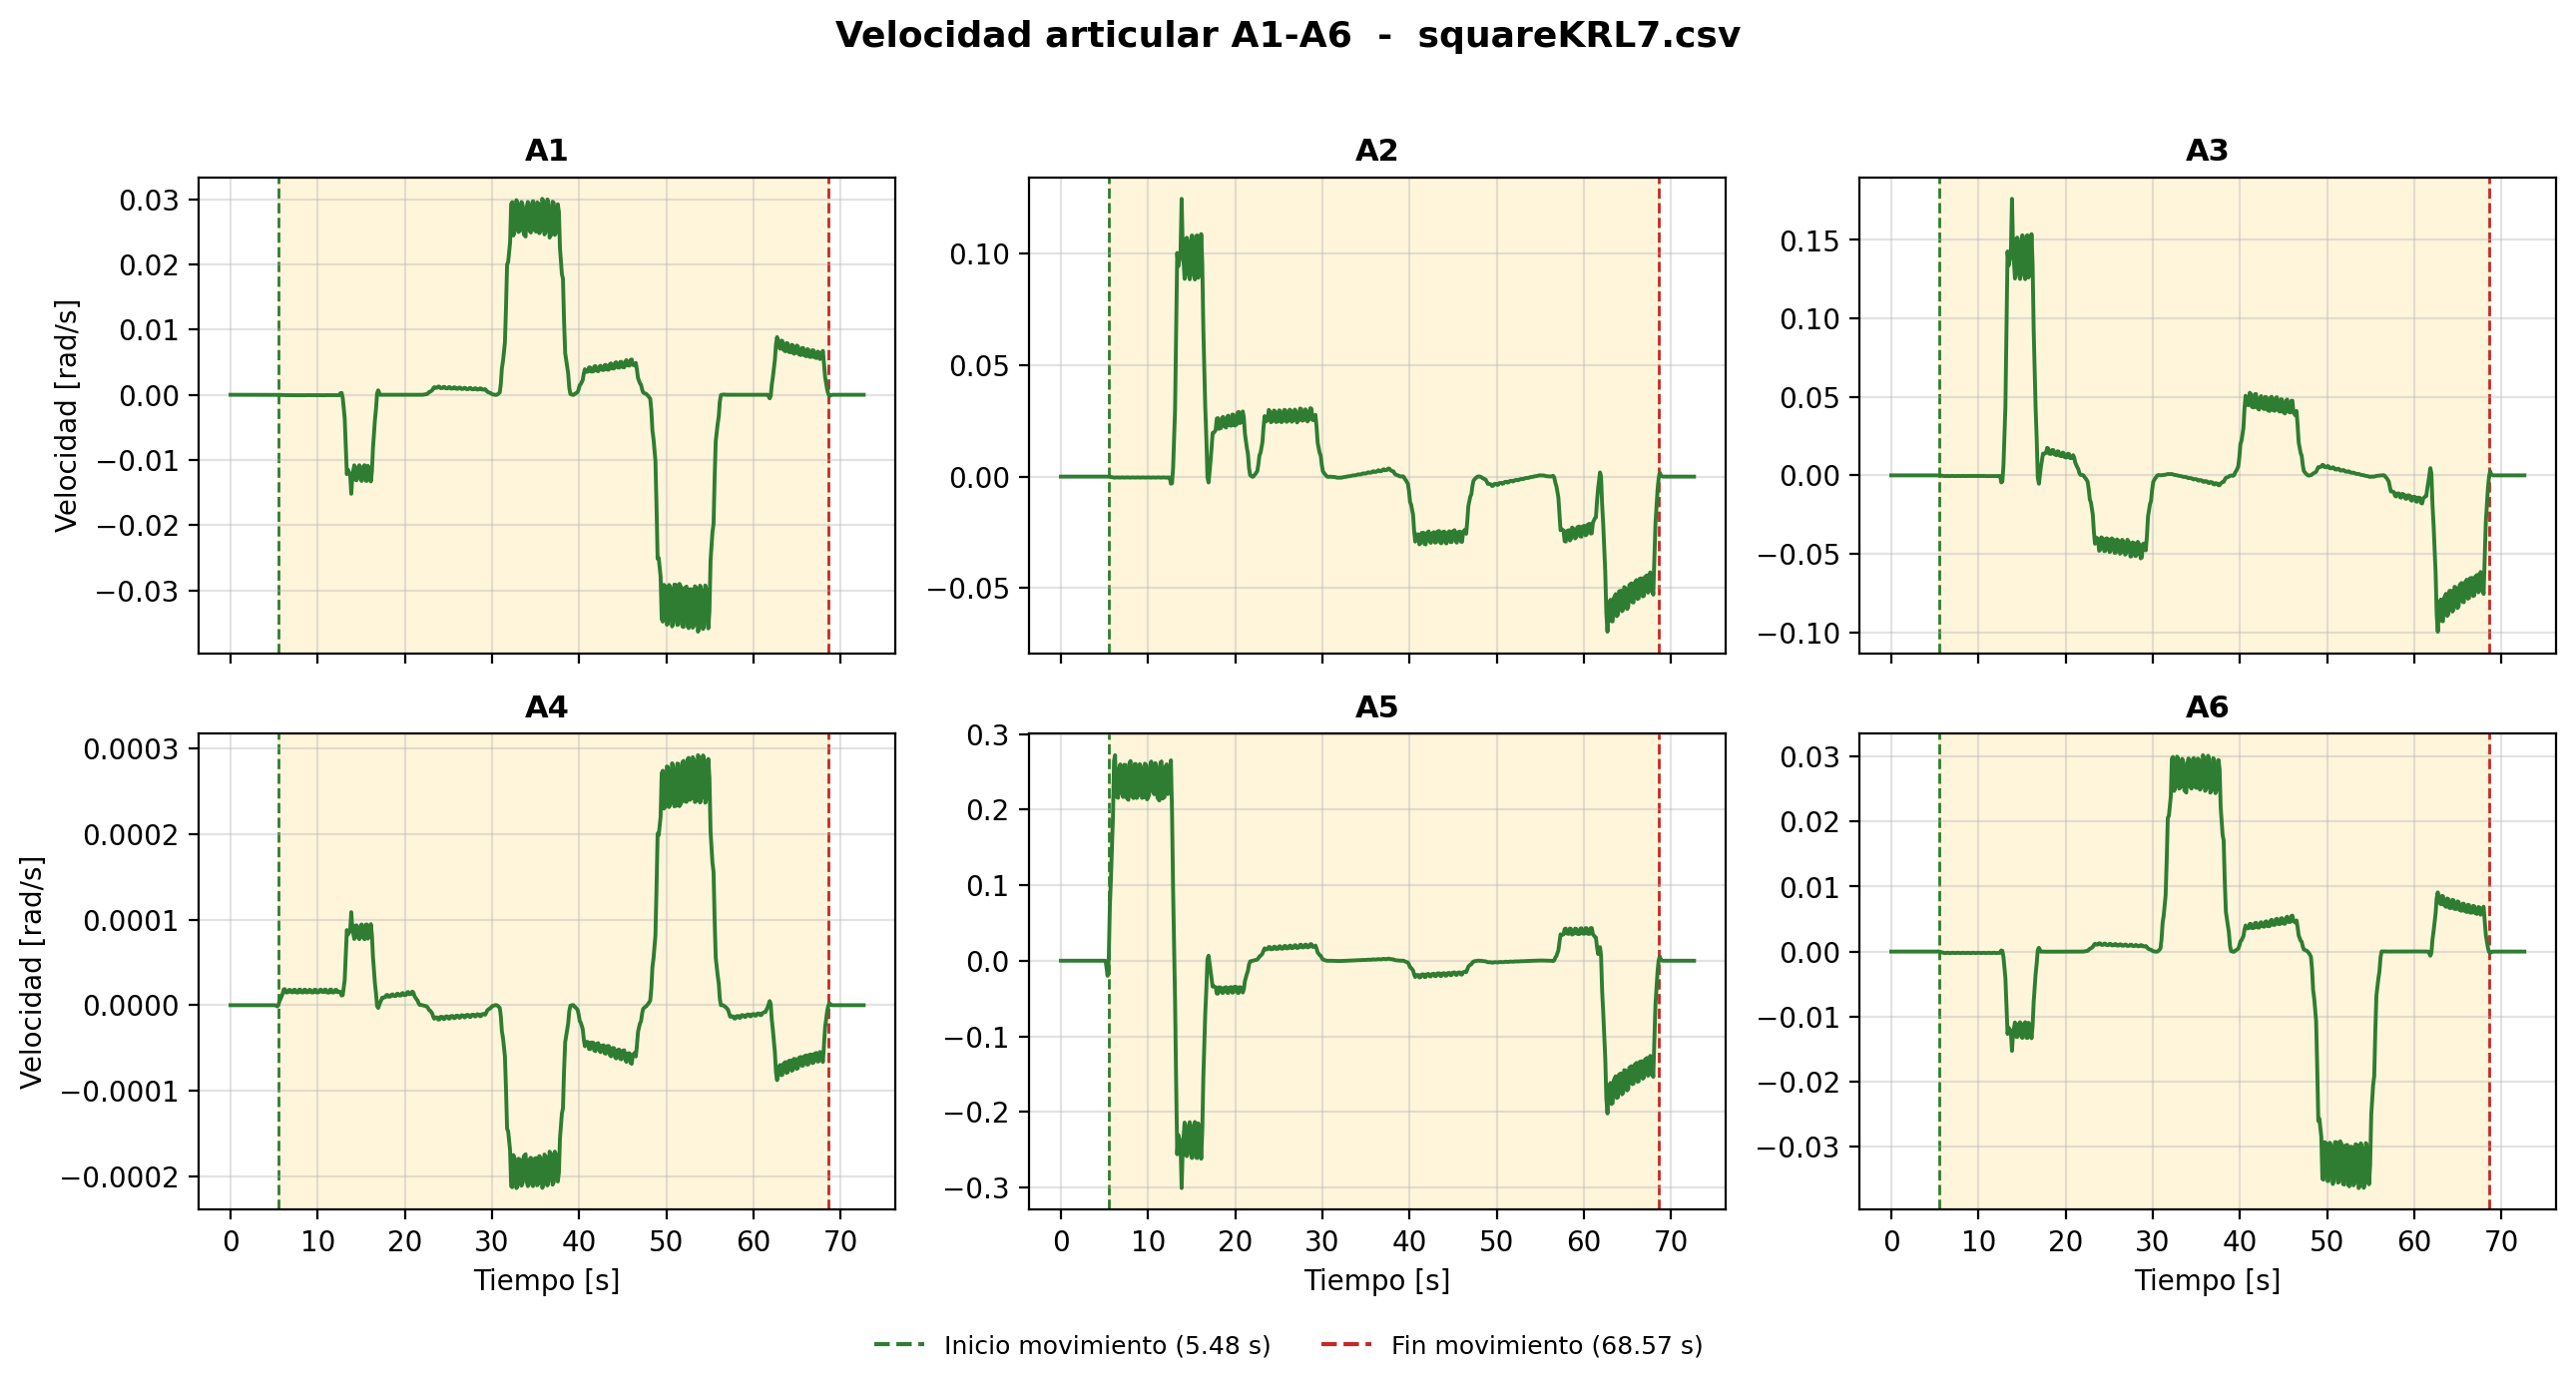 Velocidad articular A1-A6 - squareKRL7.csv
A1
A2
A3
Velocidad [rad/s]
0.03
0.02
0.01
0.00
−0.01
−0.02
−0.03
0.10
0.05
0.00
−0.05
0.15
0.10
0.05
0.00
−0.05
−0.10
A4
A5
A6
Velocidad [rad/s]
0.0003
0.0002
0.0001
0.0000
−0.0001
−0.0002
0.3
0.2
0.1
0.0
−0.1
−0.2
−0.3
0.03
0.02
0.01
0.00
−0.01
−0.02
−0.03
0 10 20 30 40 50 60 70
0 10 20 30 40 50 60 70
0 10 20 30 40 50 60 70
Tiempo [s]
Tiempo [s]
Tiempo [s]
Inicio movimiento (5.48 s)
Fin movimiento (68.57 s)